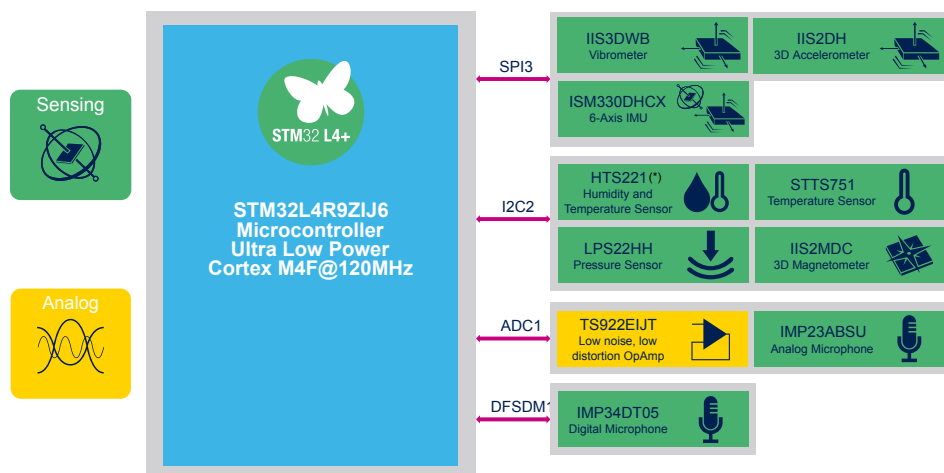 Sensing
Analog
STM32 L4+
STM32L4R9ZIJ6
Microcontroller
Ultra Low Power
Cortex M4F@120MHz
SPI3
IIS3DWB
Vibrometer
IIS2DH
3D Accelerometer
ISM330DHCX
6-Axis IMU
I2C2
HTS221(*)
Humidity and
Temperature Sensor
STTS751
Temperature Sensor
LPS22HH
Pressure Sensor
IIS2MDC
3D Magnetometer
ADC1
TS922EIJT
Low noise, low
distortion OpAmp
IMP23ABSU
Analog Microphone
DFSDM1
IMP34DT05
Digital Microphone